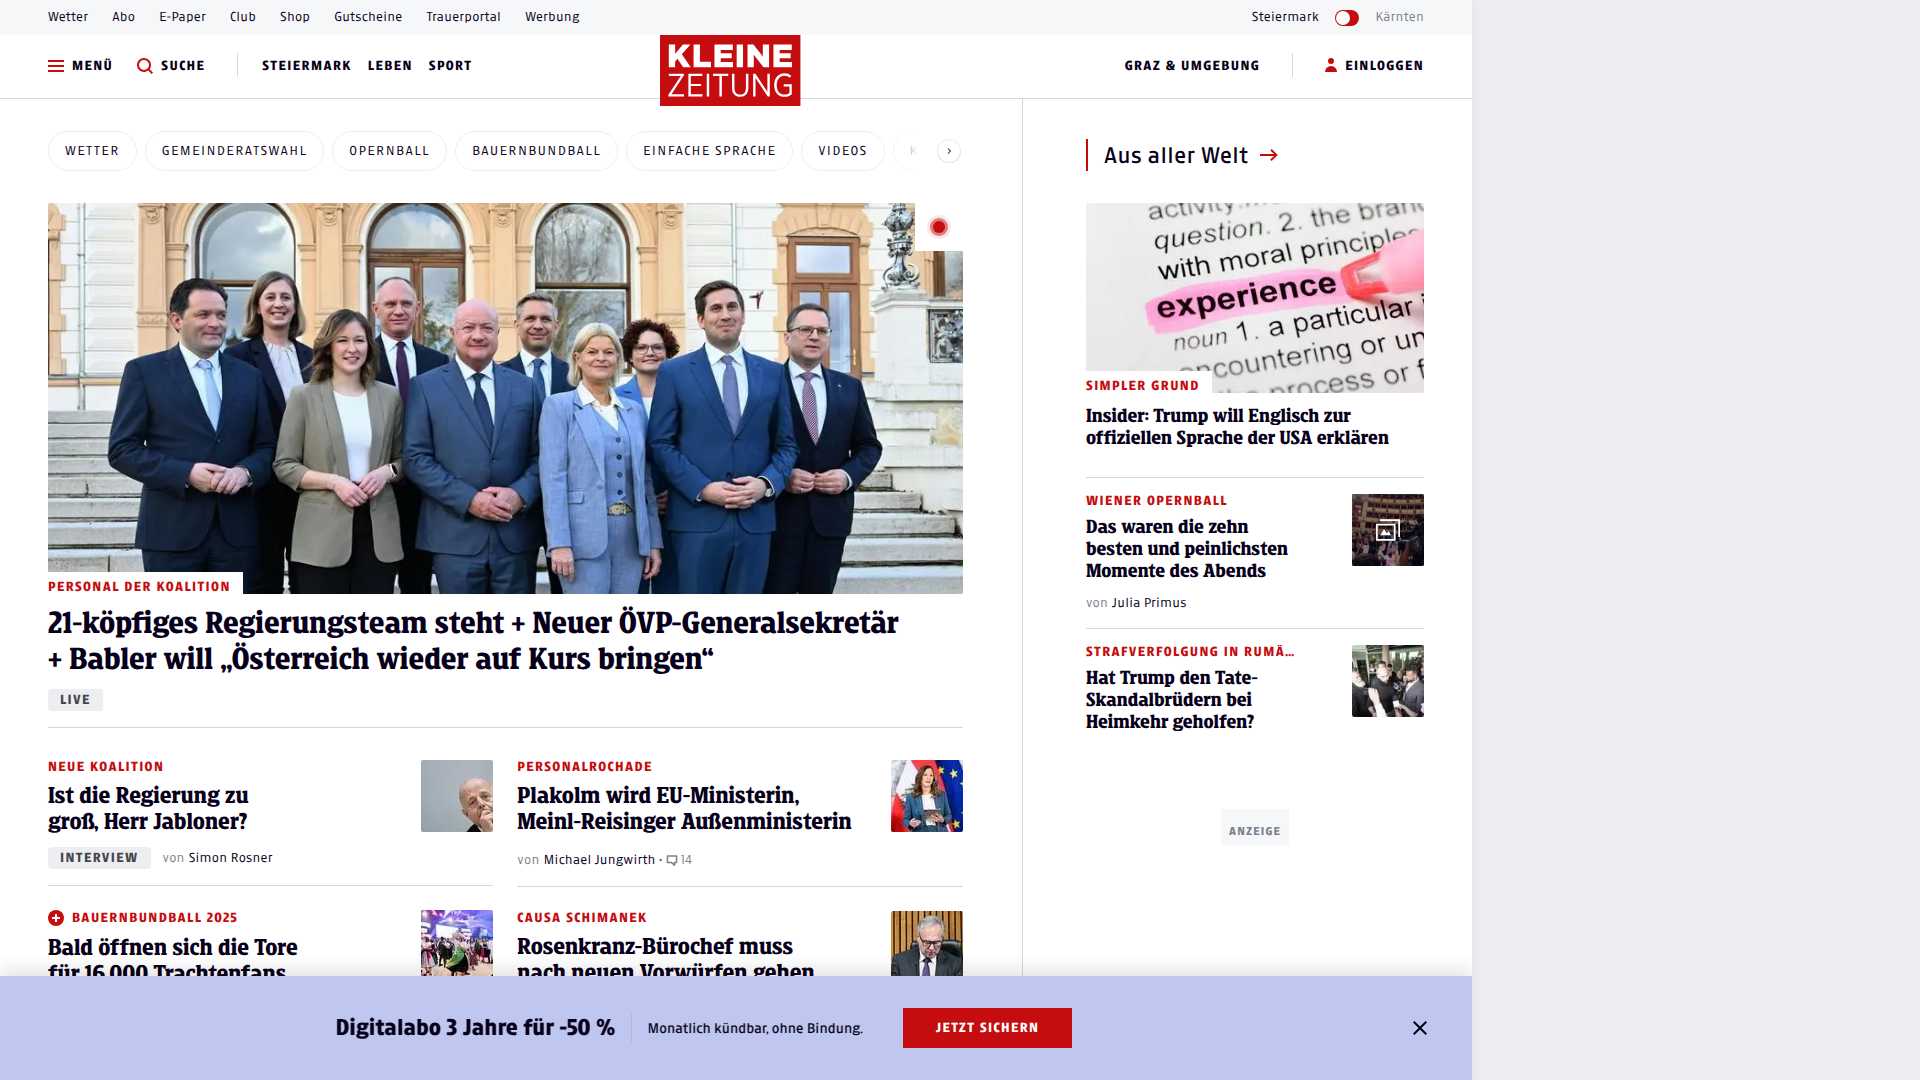 Wetter Abo E-Paper Club Shop Gutscheine Trauerportal Werbung Steiermark Kärnten
MENÜ SUCHE STEIERMARK LEBEN SPORT KLEINE ZEITUNG GRAZ & UMGEBUNG EINLOGGEN
WETTER GEMEINDERATSWAHL OPERNBALL BAUERNBUNDBALL EINFACHE SPRACHE VIDEOS K
PERSONAL DER KOALITION
21-köpfiges Regierungsteam steht + Neuer ÖVP-Generalsekretär
+ Babler will „Österreich wieder auf Kurs bringen“
LIVE
NEUE KOALITION
Ist die Regierung zu
groß, Herr Jabloner?
INTERVIEW von Simon Rosner
PERSONALROCHADE
Plakolm wird EU-Ministerin,
Meinl-Reisinger Außenministerin
von Michael Jungwirth • 14
BAUERNBUNDBALL 2025
Bald öffnen sich die Tore
für 16.000 Trachtenfans
CAUSA SCHIMANEK
Rosenkranz-Bürochef muss
nach neuen Vorwürfen gehen
Aus aller Welt
activity.
question. 2. the brand
with moral principles
experience
noun 1. a particular
encountering or un
process or f
SIMPLER GRUND
Insider: Trump will Englisch zur
offiziellen Sprache der USA erklären
WIENER OPERNBALL
Das waren die zehn
besten und peinlichsten
Momente des Abends
von Julia Primus
STRAFVERFOLGUNG IN RUMÄ...
Hat Trump den Tate-
Skandalbrüdern bei
Heimkehr geholfen?
ANZEIGE
Digitalabo 3 Jahre für -50 % Monatlich kündbar, ohne Bindung. JETZT SICHERN